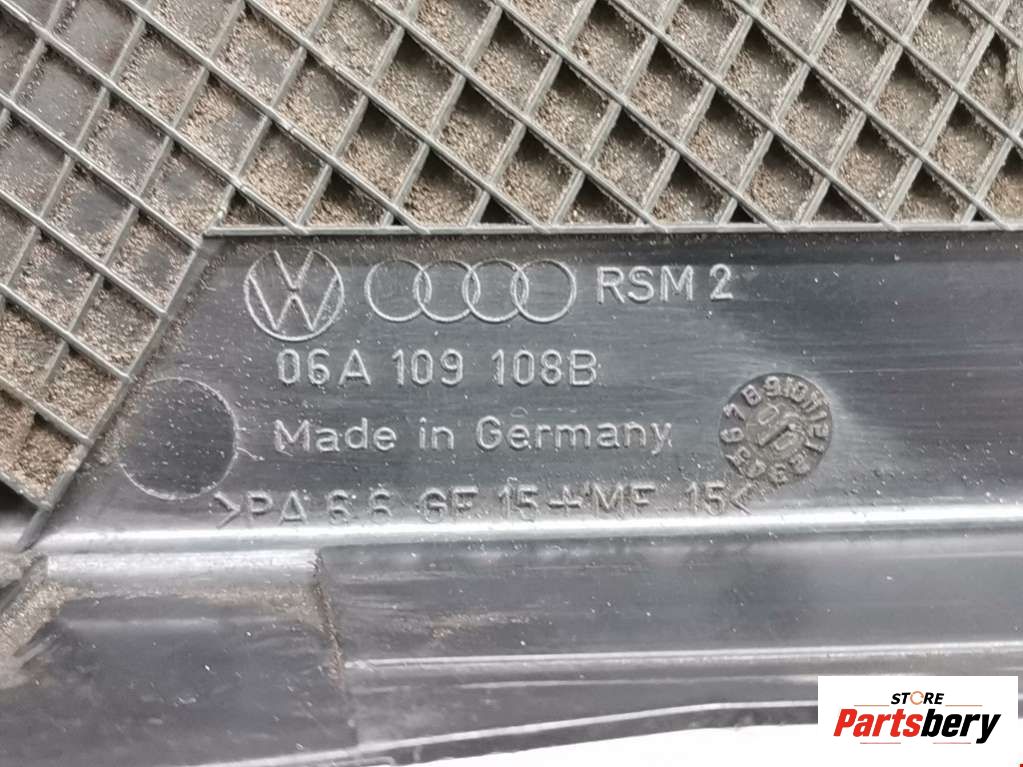 RSM 2
06A 109 108B
Made in Germany
>PA 6.6 GF 15+MF 15<
STORE
Partsbery